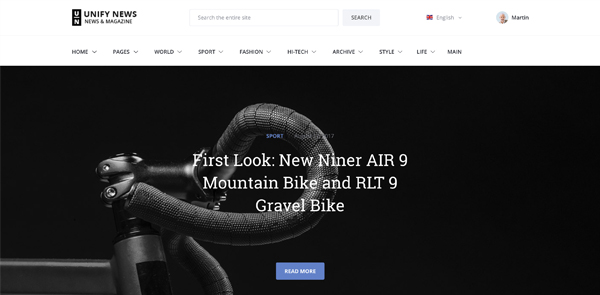 UN UNIFY NEWS
NEWS & MAGAZINE
Search the entire site
SEARCH
English
Martin
HOME PAGES WORLD SPORT FASHION HI-TECH ARCHIVE STYLE LIFE MAIN
SPORT
First Look: New Niner AIR 9
Mountain Bike and RLT 9
Gravel Bike
READ MORE